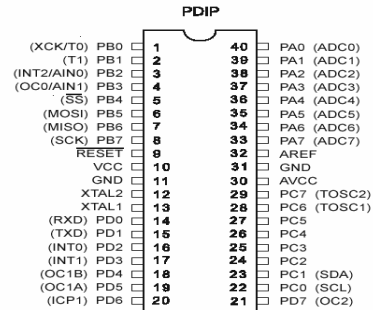 PDIP
(XCK/T0) PB0 1 40 PA0 (ADC0)
(T1) PB1 2 39 PA1 (ADC1)
(INT2/AIN0) PB2 3 38 PA2 (ADC2)
(OC0/AIN1) PB3 4 37 PA3 (ADC3)
(SS) PB4 5 36 PA4 (ADC4)
(MOSI) PB5 6 35 PA5 (ADC5)
(MISO) PB6 7 34 PA6 (ADC6)
(SCK) PB7 8 33 PA7 (ADC7)
RESET 9 32 AREF
VCC 10 31 GND
GND 11 30 AVCC
XTAL2 12 29 PC7 (TOSC2)
XTAL1 13 28 PC6 (TOSC1)
(RXD) PD0 14 27 PC5
(TXD) PD1 15 26 PC4
(INT0) PD2 16 25 PC3
(INT1) PD3 17 24 PC2
(OC1B) PD4 18 23 PC1 (SDA)
(OC1A) PD5 19 22 PC0 (SCL)
(ICP1) PD6 20 21 PD7 (OC2)